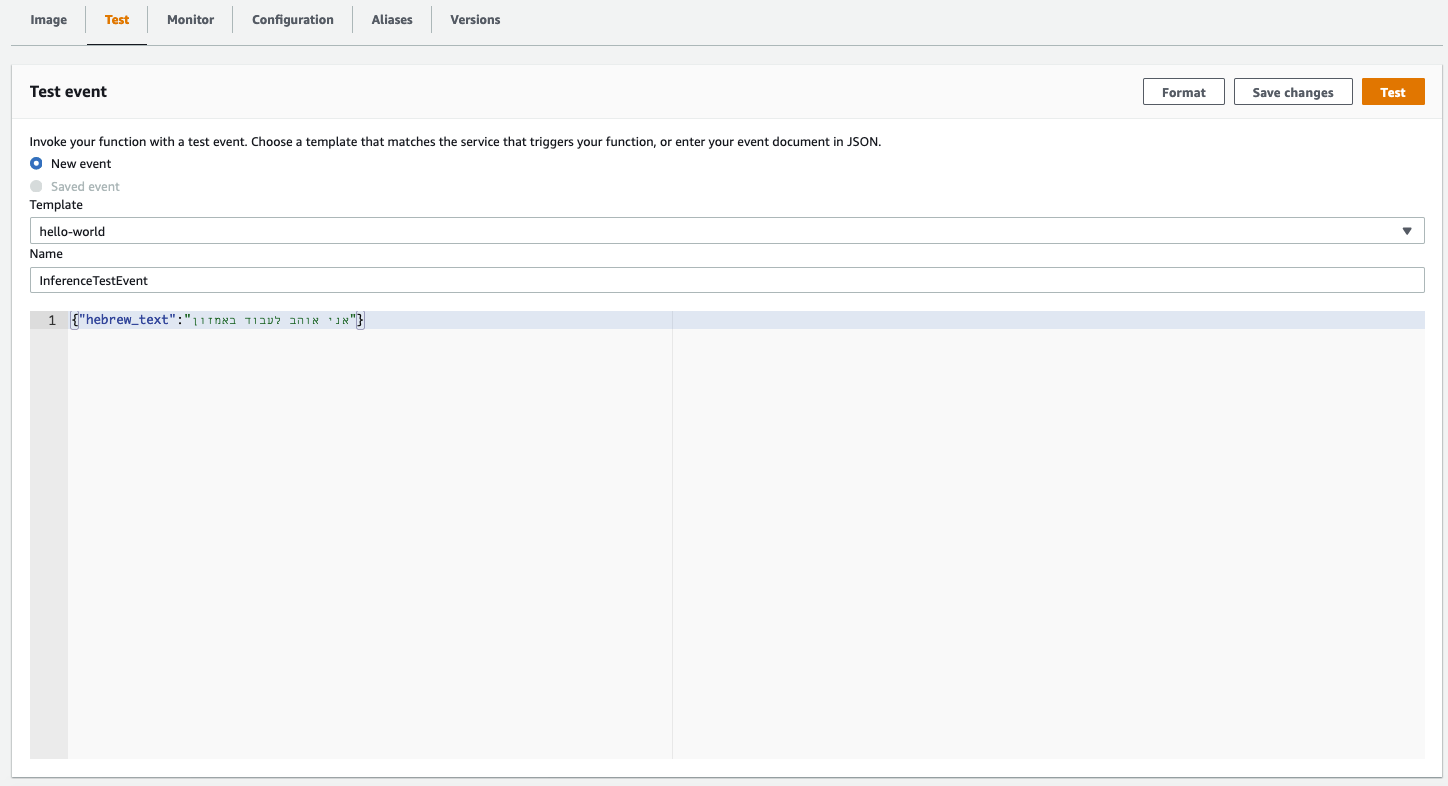 Image Test Monitor Configuration Aliases Versions
Test event Format Save changes Test
Invoke your function with a test event. Choose a template that matches the service that triggers your function, or enter your event document in JSON.
New event
Saved event
Template
hello-world
Name
InferenceTestEvent
1 {"hebrew_text":"אני אוהב לעבוד באמזון"}